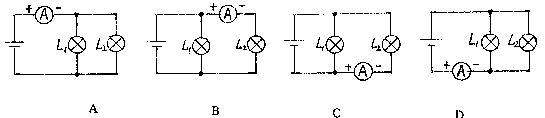 + A - L₁ L₂
+ A - L₁ L₂
L₁ L₂ + A -
L₁ L₂ + A -
A B C D